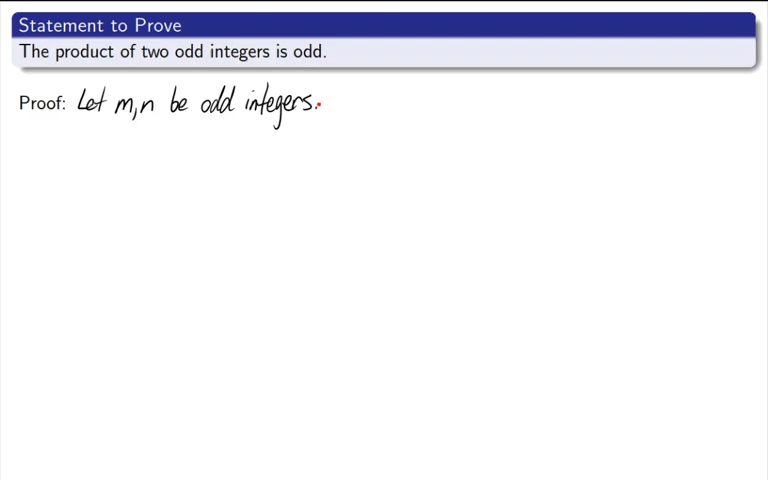 Statement to Prove
The product of two odd integers is odd.
Proof: Let m,n be odd integers.